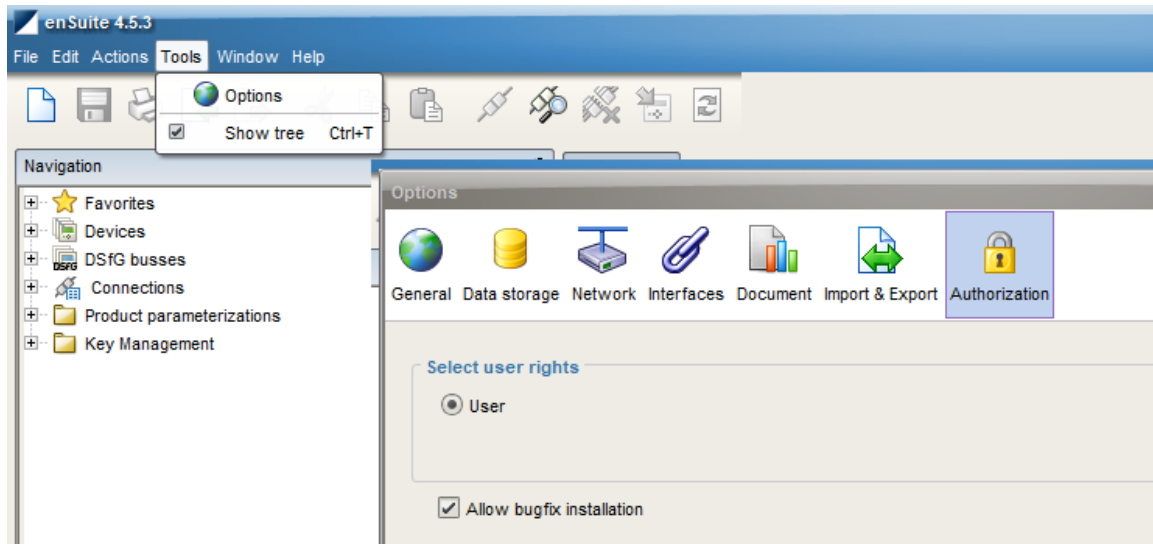 enSuite 4.5.3
File Edit Actions Tools Window Help
Options
Show tree Ctrl+T
Navigation
Favorites
Devices
DSfG busses
Connections
Product parameterizations
Key Management
Options
General Data storage Network Interfaces Document Import & Export Authorization
Select user rights
User
Allow bugfix installation